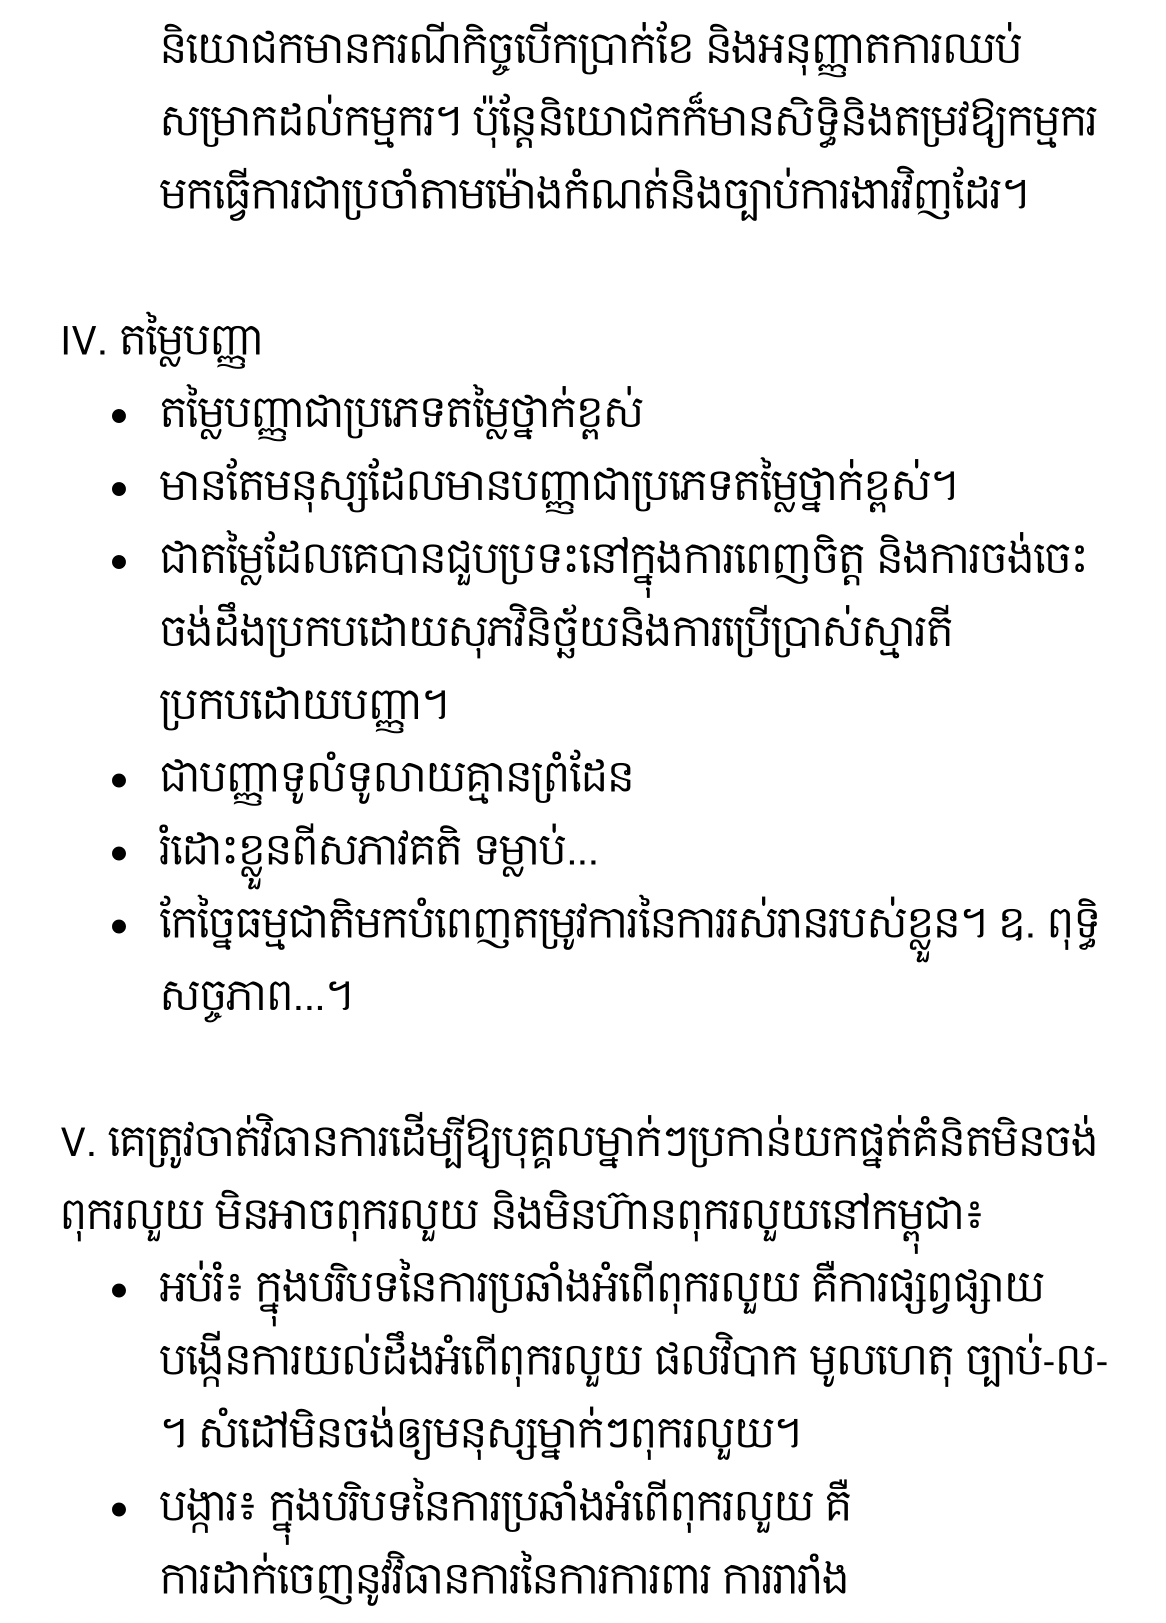 និយោជកមានករណីកិច្ចបើកប្រាក់ខែ និងអនុញ្ញាតការឈប់
សម្រាកដល់កម្មករ។ ប៉ុន្តែនិយោជកក៏មានសិទ្ធិនិងតម្រវឱ្យកម្មករ
មកធ្វើការជាប្រចាំតាមម៉ោងកំណត់និងច្បាប់ការងារវិញដែរ។
IV. តម្លៃបញ្ញា
• តម្លៃបញ្ញាជាប្រភេទតម្លៃថ្នាក់ខ្ពស់
• មានតែមនុស្សដែលមានបញ្ញាជាប្រភេទតម្លៃថ្នាក់ខ្ពស់។
• ជាតម្លៃដែលគេបានជួបប្រទះនៅក្នុងការពេញចិត្ត និងការចង់ចេះ
ចង់ដឹងប្រកបដោយសុភវិនិច្ឆ័យនិងការប្រើប្រាស់ស្មារតី
ប្រកបដោយបញ្ញា។
• ជាបញ្ញាទូលំទូលាយគ្មានព្រំដែន
• រំដោះខ្លួនពីសភាវគតិ ទម្លាប់...
• កែច្នៃធម្មជាតិមកបំពេញតម្រូវការនៃការរស់រានរបស់ខ្លួន។ ឧ. ពុទ្ធិ
សច្ចភាព...។
V. គេត្រូវចាត់វិធានការដើម្បីឱ្យបុគ្គលម្នាក់ៗប្រកាន់យកផ្នត់គំនិតមិនចង់
ពុករលួយ មិនអាចពុករលួយ និងមិនហ៊ានពុករលួយនៅកម្ពុជា៖
• អប់រំ៖ ក្នុងបរិបទនៃការប្រឆាំងអំពើពុករលួយ គឺការផ្សព្វផ្សាយ
បង្កើនការយល់ដឹងអំពើពុករលួយ ផលវិបាក មូលហេតុ ច្បាប់-ល-
។ សំដៅមិនចង់ឲ្យមនុស្សម្នាក់ៗពុករលួយ។
• បង្ការ៖ ក្នុងបរិបទនៃការប្រឆាំងអំពើពុករលួយ គឺ
ការដាក់ចេញនូវវិធានការនៃការការពារ ការរារាំង